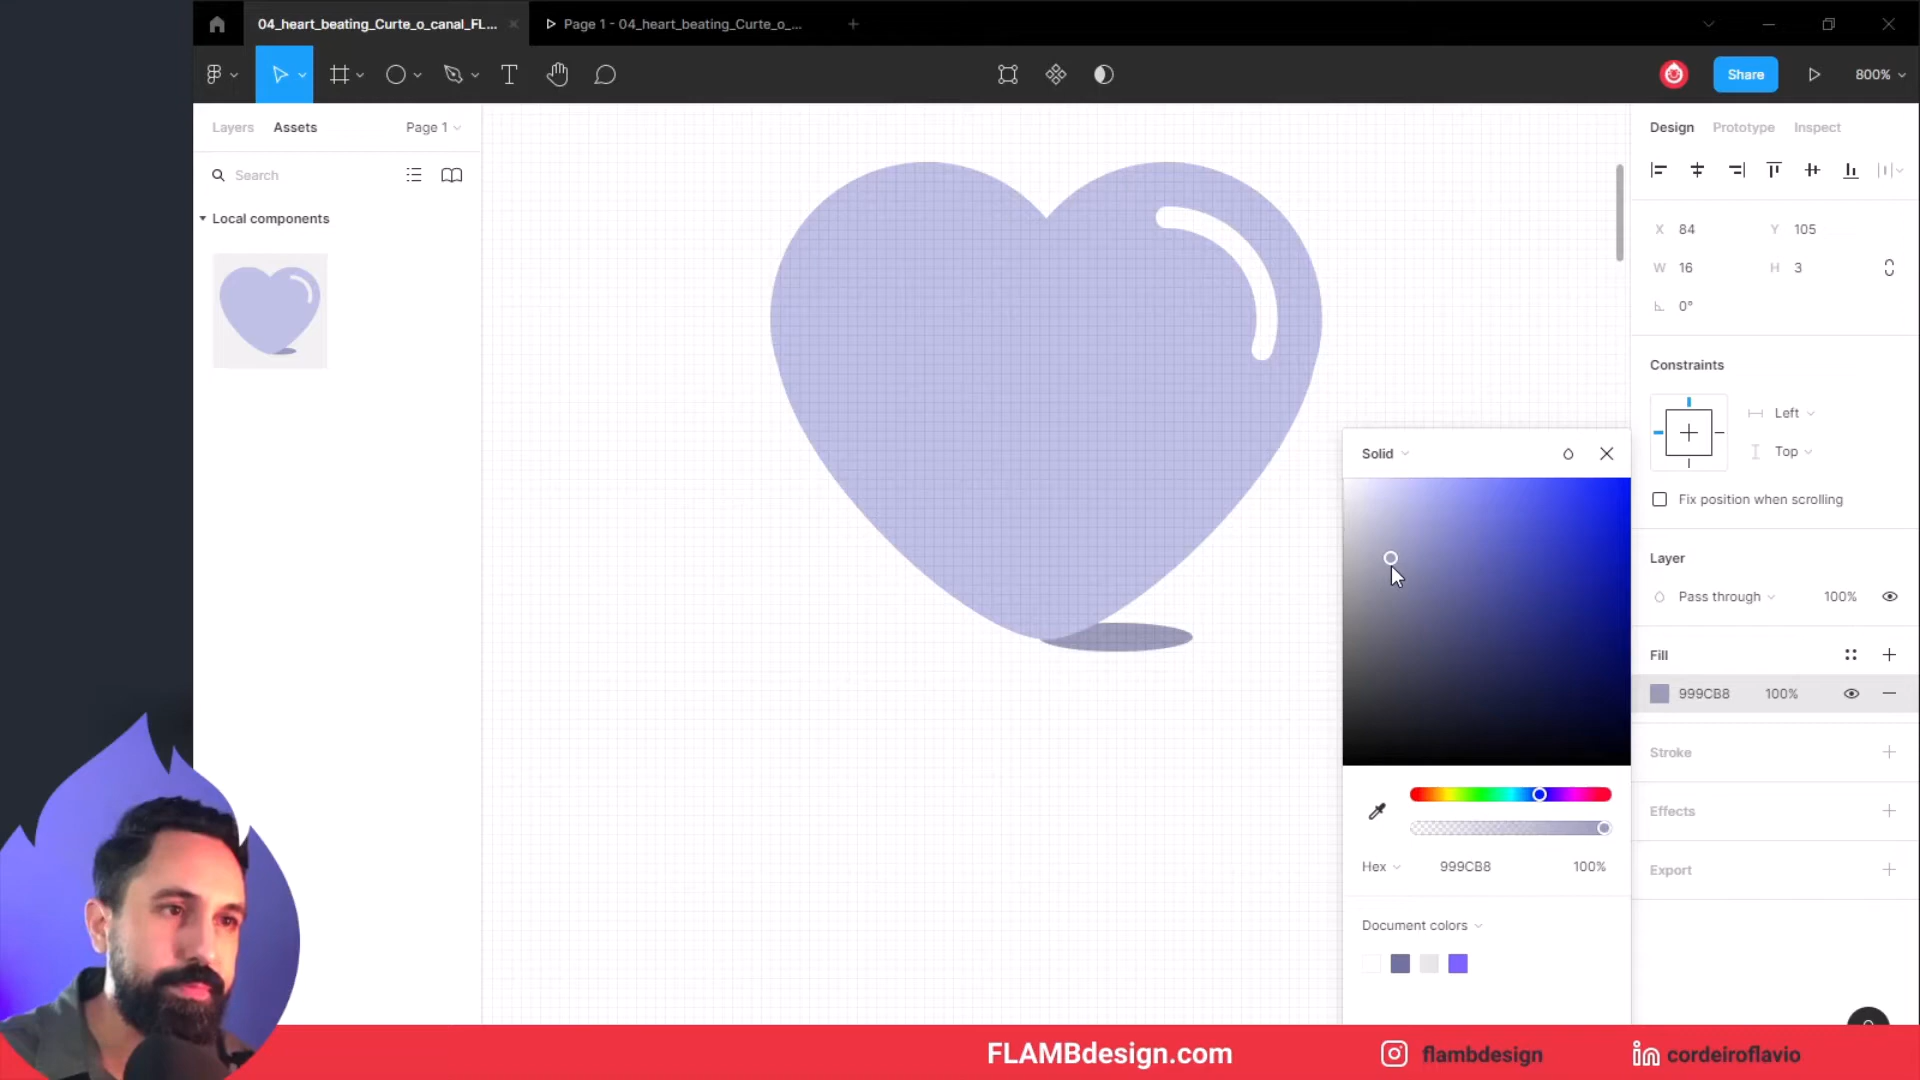 04_heart_beating_Curte_o_canal_FL...
Page 1 - 04_heart_beating_Curte_o_...
Share
800%
Layers
Assets
Page 1
Search
Local components
Design
Prototype
Inspect
X 84
Y 105
W 16
H 3
0°
Constraints
Left
Top
Fix position when scrolling
Layer
Pass through
100%
Fill
999CB8
100%
Stroke
Effects
Export
Solid
Hex
999CB8
100%
Document colors
FLAMBdesign.com
flambdesign
in cordeiroflavio